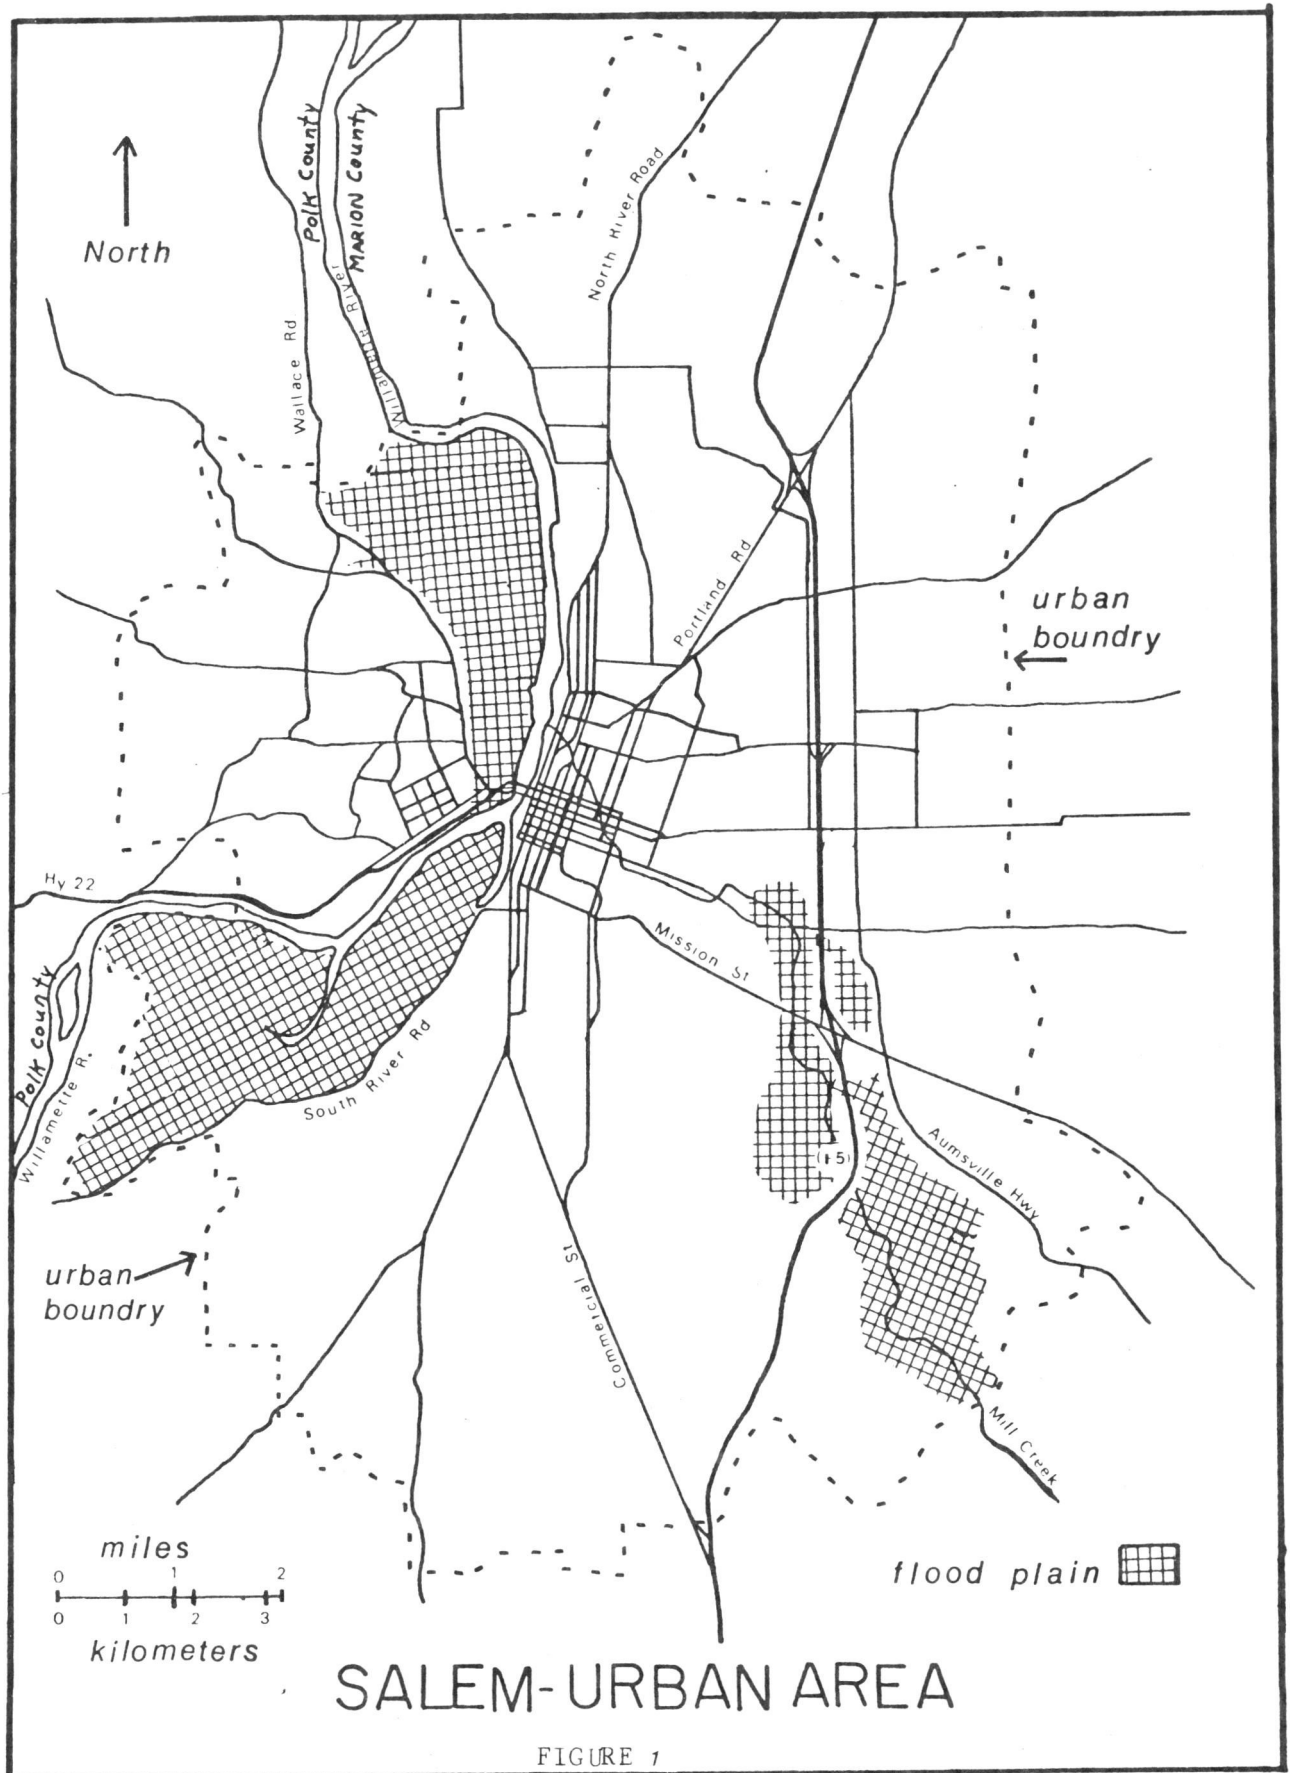 Polk County
MARION County
North
North River Road
Willamette River
Wallace Rd
Portland Rd
urban
boundry
Hy 22
Mission St
Polk County
Willamette R.
South River Rd
(I-5)
Aumsville Hwy
urban
boundry
Commercial St
Mill Creek
miles
0 1 2
0 1 2 3
kilometers
flood plain
SALEM-URBAN AREA
FIGURE 1